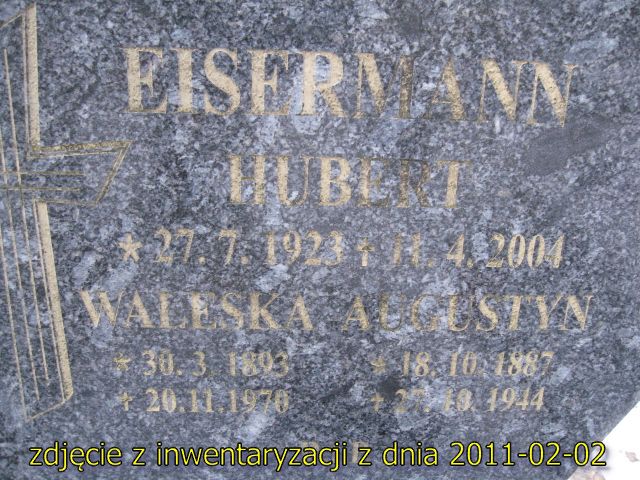 EISERMANN
HUBERT
* 27. 7. 1923 † 11. 4. 2004
WALESKA AUGUSTYN
* 30. 3. 1893 * 18. 10. 1887
† 20.11.1970 † 27. 10. 1944
zdjęcie z inwentaryzacji z dnia 2011-02-02